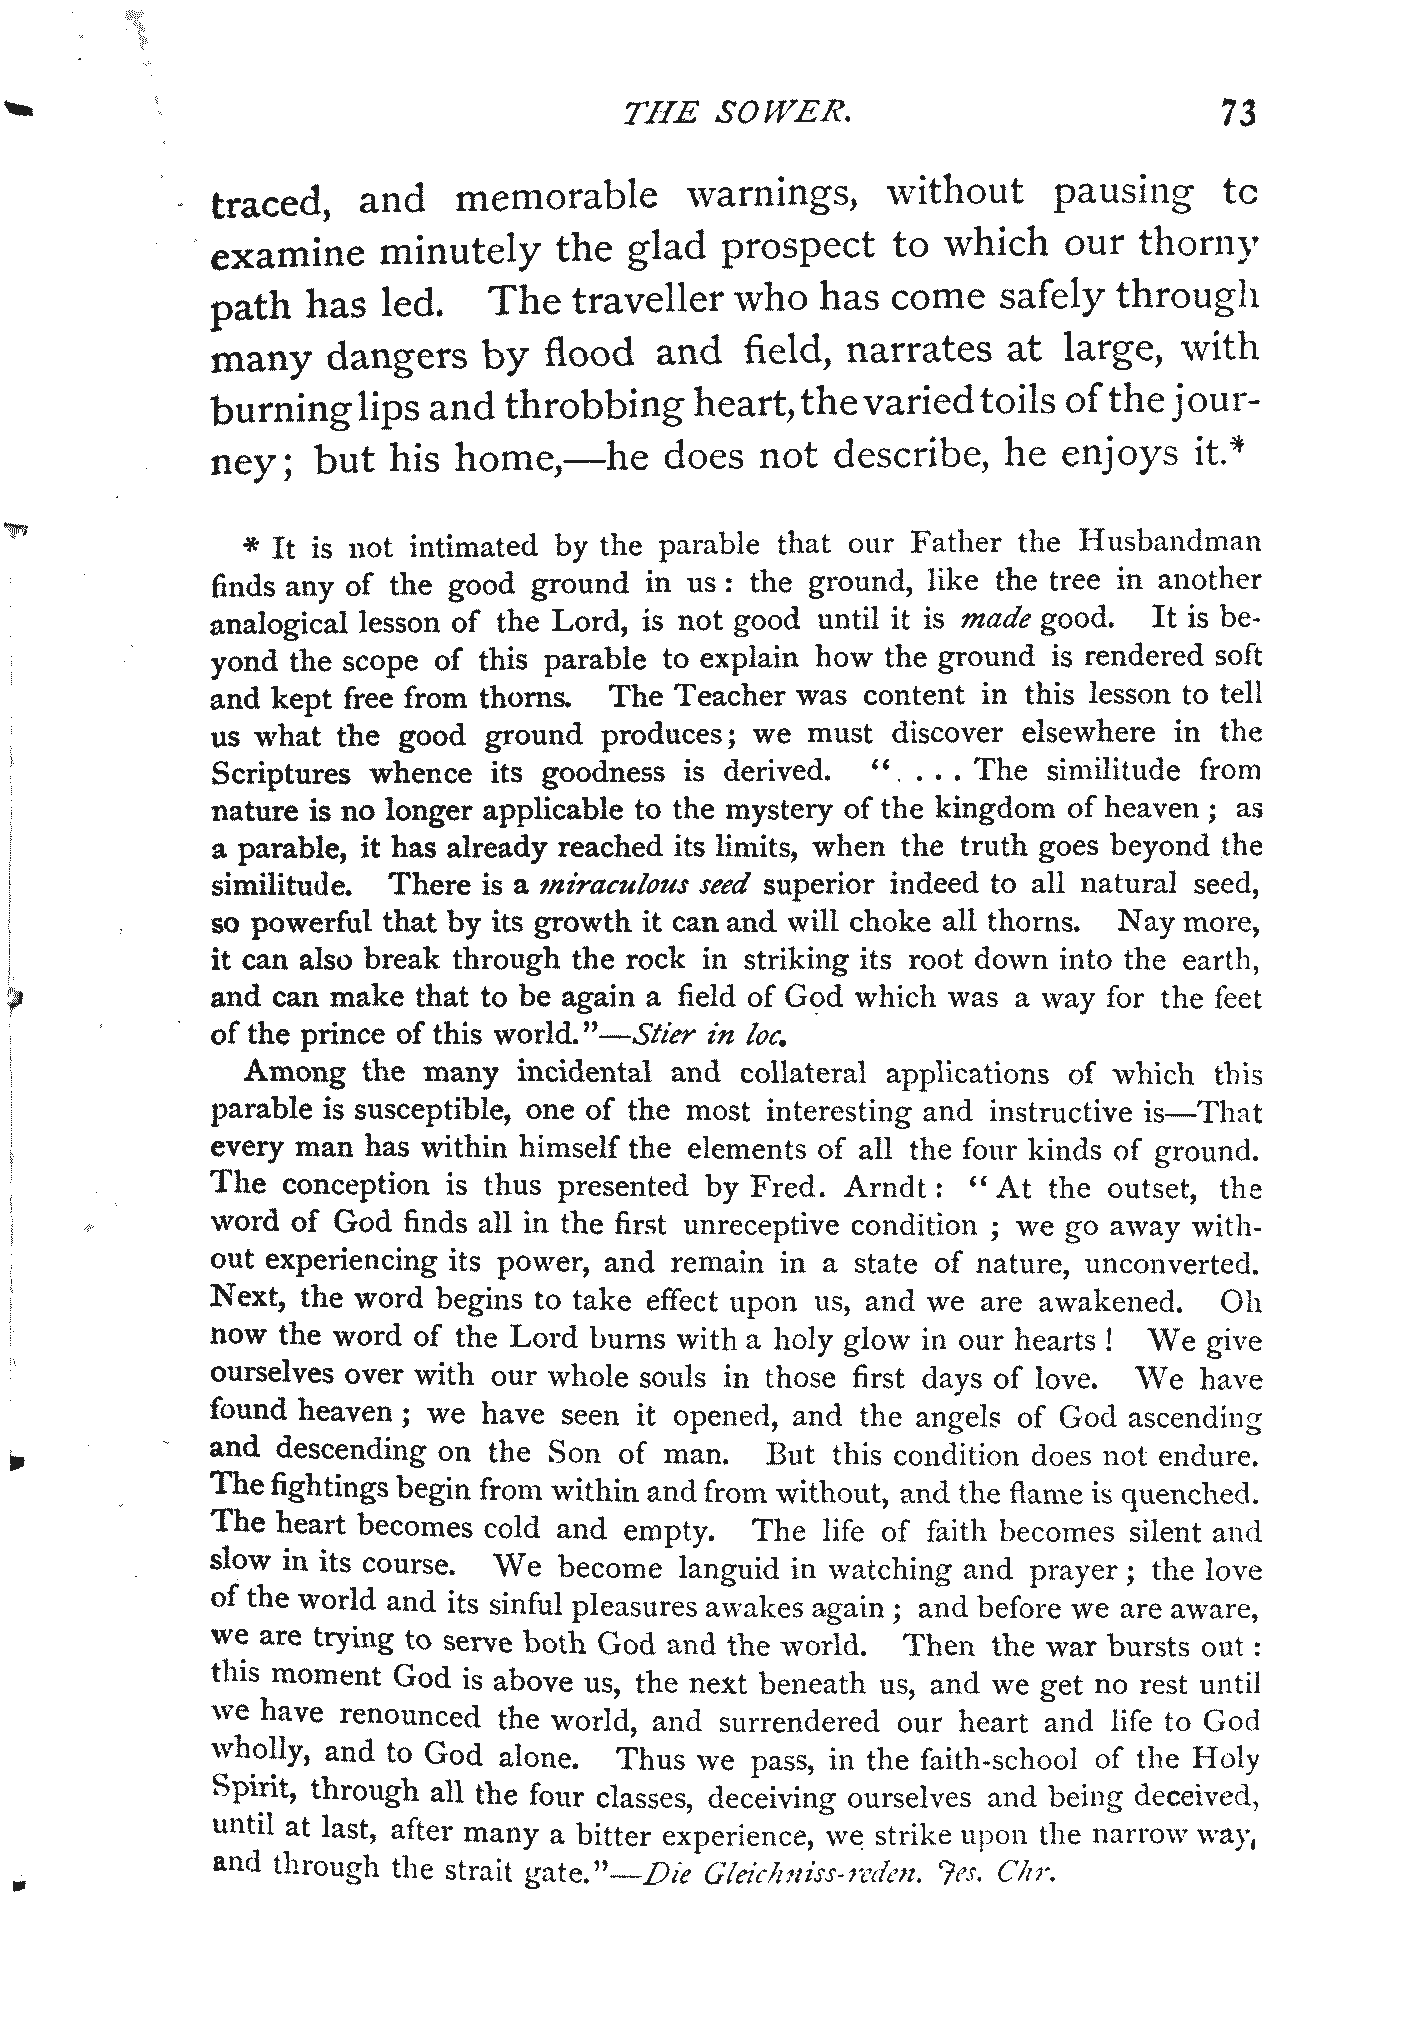 THE SOWER. 73
traced, and memorable warnings, without pausing to
examine minutely the glad prospect to which our thorny
path has led. The traveller who has come safely through
many dangers by flood and field, narrates at large, with
burning lips and throbbing heart, the varied toils of the jour-
ney; but his home,—he does not describe, he enjoys it.*
* It is not intimated by the parable that our Father the Husbandman
finds any of the good ground in us: the ground, like the tree in another
analogical lesson of the Lord, is not good until it is made good. It is be-
yond the scope of this parable to explain how the ground is rendered soft
and kept free from thorns. The Teacher was content in this lesson to tell
us what the good ground produces; we must discover elsewhere in the
Scriptures whence its goodness is derived. ". . . . The similitude from
nature is no longer applicable to the mystery of the kingdom of heaven; as
a parable, it has already reached its limits, when the truth goes beyond the
similitude. There is a miraculous seed superior indeed to all natural seed,
so powerful that by its growth it can and will choke all thorns. Nay more,
it can also break through the rock in striking its root down into the earth,
and can make that to be again a field of God which was a way for the feet
of the prince of this world."—Stier in loc.
Among the many incidental and collateral applications of which this
parable is susceptible, one of the most interesting and instructive is—That
every man has within himself the elements of all the four kinds of ground.
The conception is thus presented by Fred. Arndt: "At the outset, the
word of God finds all in the first unreceptive condition; we go away with-
out experiencing its power, and remain in a state of nature, unconverted.
Next, the word begins to take effect upon us, and we are awakened. Oh
now the word of the Lord burns with a holy glow in our hearts! We give
ourselves over with our whole souls in those first days of love. We have
found heaven; we have seen it opened, and the angels of God ascending
and descending on the Son of man. But this condition does not endure.
The fightings begin from within and from without, and the flame is quenched.
The heart becomes cold and empty. The life of faith becomes silent and
slow in its course. We become languid in watching and prayer; the love
of the world and its sinful pleasures awakes again; and before we are aware,
we are trying to serve both God and the world. Then the war bursts out:
this moment God is above us, the next beneath us, and we get no rest until
we have renounced the world, and surrendered our heart and life to God
wholly, and to God alone. Thus we pass, in the faith-school of the Holy
Spirit, through all the four classes, deceiving ourselves and being deceived,
until at last, after many a bitter experience, we strike upon the narrow way,
and through the strait gate."—Die Gleichniss-reden. Jes. Chr.